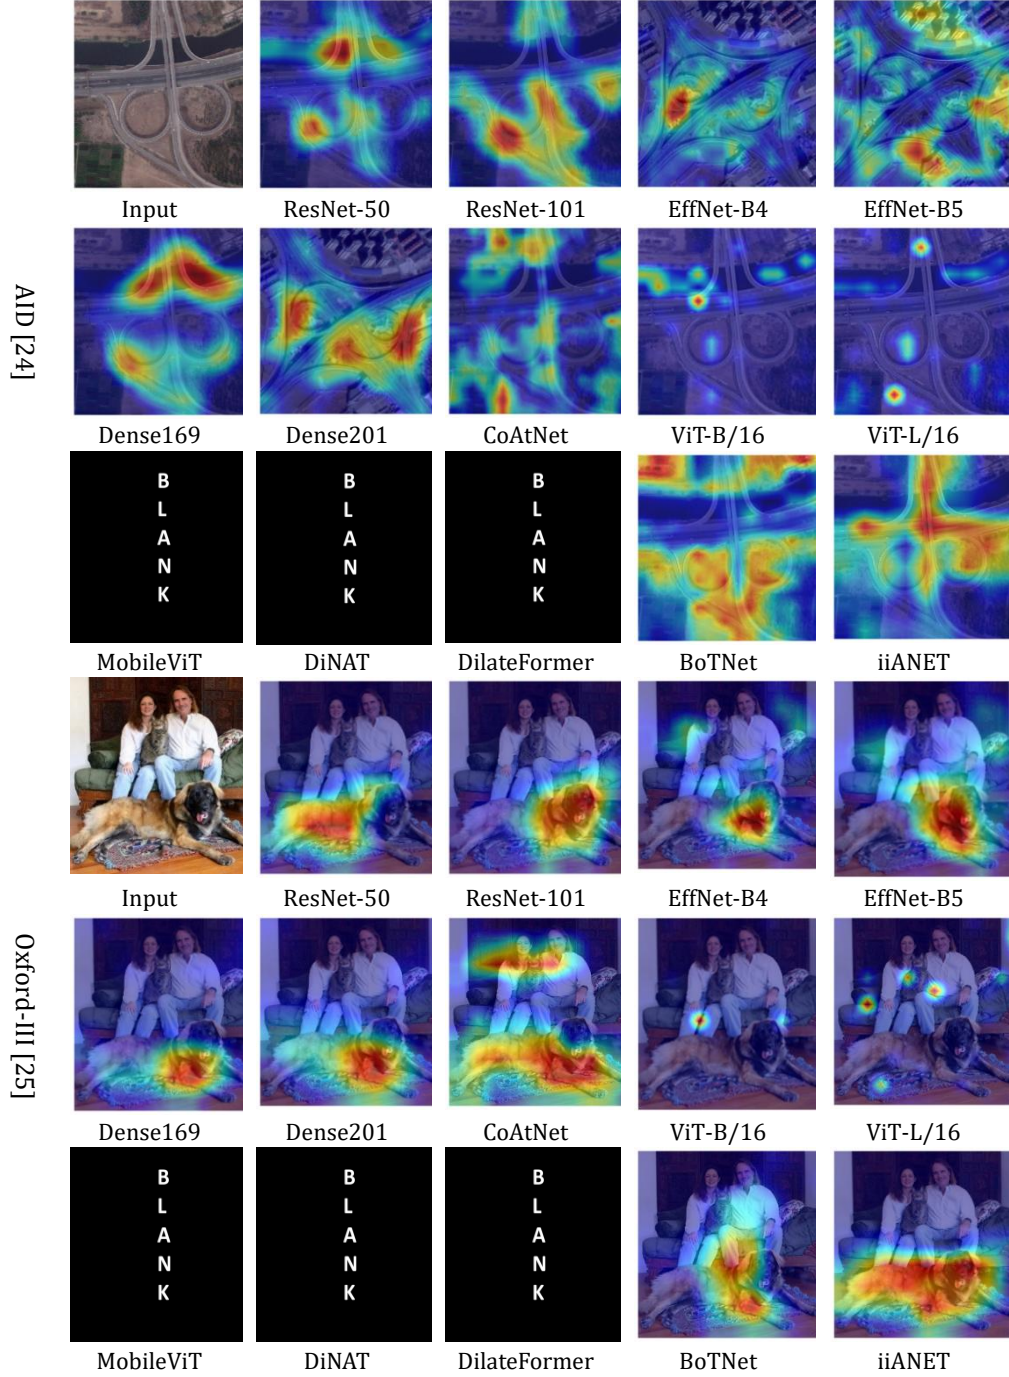 Input ResNet-50 ResNet-101 EffNet-B4 EffNet-B5
AID [24]
Dense169 Dense201 CoAtNet ViT-B/16 ViT-L/16
B B B
L L L
A A A
N N N
K K K
MobileViT DiNAT DilateFormer BoTNet iiANET
Input ResNet-50 ResNet-101 EffNet-B4 EffNet-B5
Oxford-III [25]
Dense169 Dense201 CoAtNet ViT-B/16 ViT-L/16
B B B
L L L
A A A
N N N
K K K
MobileViT DiNAT DilateFormer BoTNet iiANET